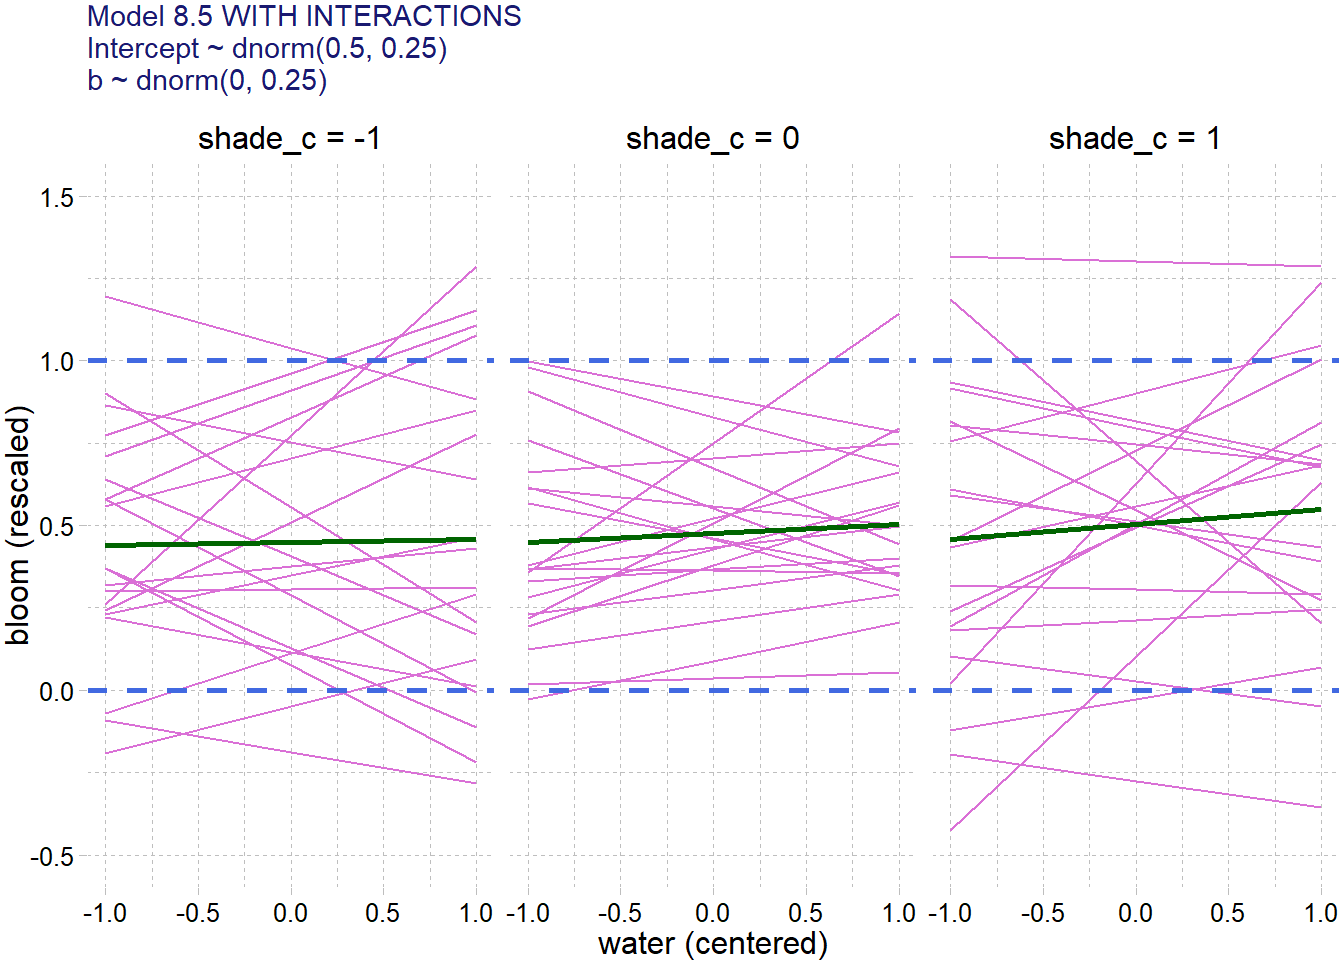 Model 8.5 WITH INTERACTIONS
Intercept ~ dnorm(0.5, 0.25)
b ~ dnorm(0, 0.25)
shade_c = -1
shade_c = 0
shade_c = 1
bloom (rescaled)
1.5
1.0
0.5
0.0
-0.5
-1.0 -0.5 0.0 0.5 1.0
-1.0 -0.5 0.0 0.5 1.0
-1.0 -0.5 0.0 0.5 1.0
water (centered)